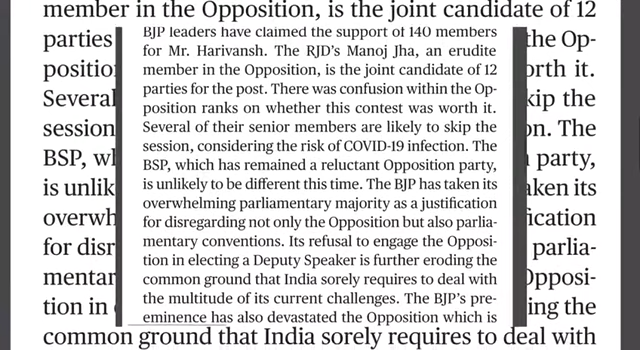 member in the Opposition, is the joint candidate of 12
parties
the Op-
orth it.
Several
kip the
session
on. The
BSP, wh
party,
is unlik
aken its
overwh
fication
for disr
parlia-
mentar
Opposi-
tion in
ing the
BJP leaders have claimed the support of 140 members
for Mr. Harivansh. The RJD's Manoj Jha, an erudite
member in the Opposition, is the joint candidate of 12
parties for the post. There was confusion within the Op-
position ranks on whether this contest was worth it.
Several of their senior members are likely to skip the
session, considering the risk of COVID-19 infection. The
BSP, which has remained a reluctant Opposition party,
is unlikely to be different this time. The BJP has taken its
overwhelming parliamentary majority as a justification
for disregarding not only the Opposition but also parlia-
mentary conventions. Its refusal to engage the Opposi-
tion in electing a Deputy Speaker is further eroding the
common ground that India sorely requires to deal with
the multitude of its current challenges. The BJP's pre-
eminence has also devastated the Opposition which is
common ground that India sorely requires to deal with